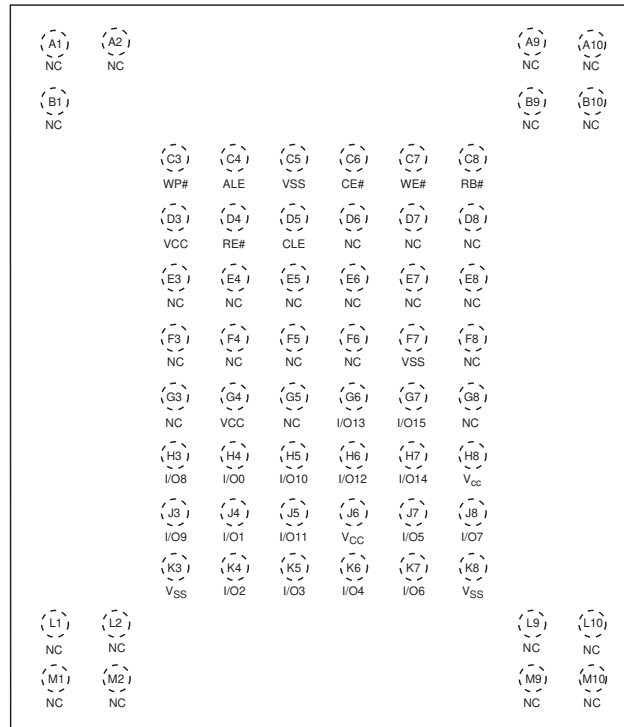 A1 A2 A9 A10
NC NC NC NC
B1 B9 B10
NC NC NC
C3 C4 C5 C6 C7 C8
WP# ALE VSS CE# WE# RB#
D3 D4 D5 D6 D7 D8
VCC RE# CLE NC NC NC
E3 E4 E5 E6 E7 E8
NC NC NC NC NC NC
F3 F4 F5 F6 F7 F8
NC NC NC NC VSS NC
G3 G4 G5 G6 G7 G8
NC VCC NC I/O13 I/O15 NC
H3 H4 H5 H6 H7 H8
I/O8 I/O0 I/O10 I/O12 I/O14 Vcc
J3 J4 J5 J6 J7 J8
I/O9 I/O1 I/O11 VCC I/O5 I/O7
K3 K4 K5 K6 K7 K8
VSS I/O2 I/O3 I/O4 I/O6 VSS
L1 L2 L9 L10
NC NC NC NC
M1 M2 M9 M10
NC NC NC NC